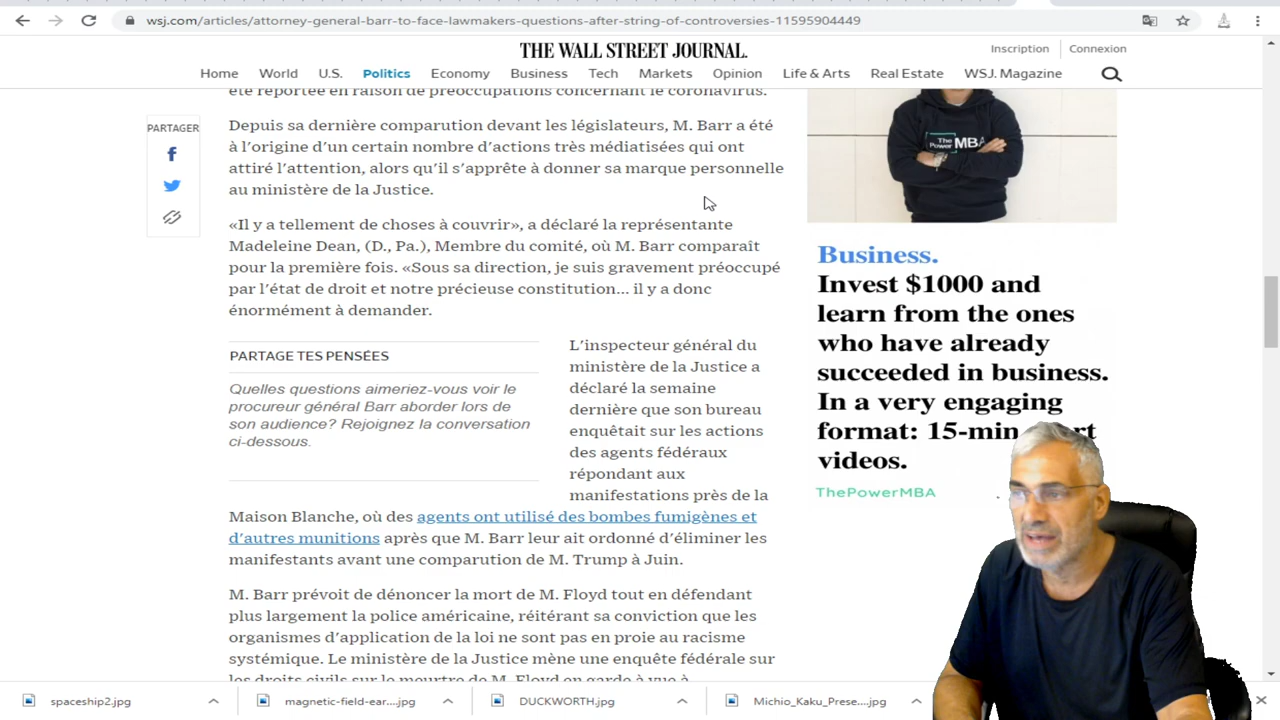 wsj.com/articles/attorney-general-barr-to-face-lawmakers-questions-after-string-of-controversies-11595904449
THE WALL STREET JOURNAL.
Inscription
Connexion
Home World U.S. Politics Economy Business Tech Markets Opinion Life & Arts Real Estate WSJ. Magazine
PARTAGER
été reportée en raison de préoccupations concernant le coronavirus.
Depuis sa dernière comparution devant les législateurs, M. Barr a été
à l'origine d'un certain nombre d'actions très médiatisées qui ont
attiré l'attention, alors qu'il s'apprête à donner sa marque personnelle
au ministère de la Justice.
«Il y a tellement de choses à couvrir», a déclaré la représentante
Madeleine Dean, (D., Pa.), Membre du comité, où M. Barr comparaît
pour la première fois. «Sous sa direction, je suis gravement préoccupé
par l'état de droit et notre précieuse constitution... il y a donc
énormément à demander.
PARTAGE TES PENSÉES
Quelles questions aimeriez-vous voir le
procureur général Barr aborder lors de
son audience? Rejoignez la conversation
ci-dessous.
L'inspecteur général du
ministère de la Justice a
déclaré la semaine
dernière que son bureau
enquêtait sur les actions
des agents fédéraux
répondant aux
manifestations près de la
Maison Blanche, où des agents ont utilisé des bombes fumigènes et
d'autres munitions après que M. Barr leur ait ordonné d'éliminer les
manifestants avant une comparution de M. Trump à Juin.
M. Barr prévoit de dénoncer la mort de M. Floyd tout en défendant
plus largement la police américaine, réitérant sa conviction que les
organismes d'application de la loi ne sont pas en proie au racisme
systémique. Le ministère de la Justice mène une enquête fédérale sur
les droits civils sur le meurtre de M. Floyd en garde à vue à
The Power MBA
Business.
Invest $1000 and
learn from the ones
who have already
succeeded in business.
In a very engaging
format: 15-min
videos.
ThePowerMBA
spaceship2.jpg
magnetic-field-ear....jpg
DUCKWORTH.jpg
Michio_Kaku_Prese....jpg